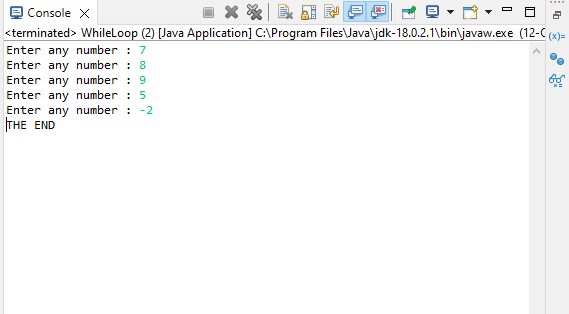 Console
<terminated> WhileLoop (2) [Java Application] C:\Program Files\Java\jdk-18.0.2.1\bin\javaw.exe (12-
Enter any number : 7
Enter any number : 8
Enter any number : 9
Enter any number : 5
Enter any number : -2
THE END